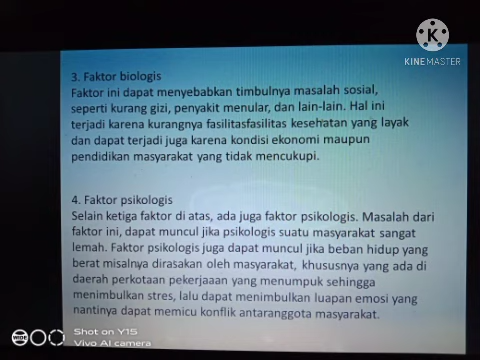 KINEMASTER
3. Faktor biologis
Faktor ini dapat menyebabkan timbulnya masalah sosial,
seperti kurang gizi, penyakit menular, dan lain-lain. Hal ini
terjadi karena kurangnya fasilitasfasilitas kesehatan yang layak
dan dapat terjadi juga karena kondisi ekonomi maupun
pendidikan masyarakat yang tidak mencukupi.
4. Faktor psikologis
Selain ketiga faktor di atas, ada juga faktor psikologis. Masalah dari
faktor ini, dapat muncul jika psikologis suatu masyarakat sangat
lemah. Faktor psikologis juga dapat muncul jika beban hidup yang
berat misalnya dirasakan oleh masyarakat, khususnya yang ada di
daerah perkotaan pekerjaaan yang menumpuk sehingga
menimbulkan stres, lalu dapat menimbulkan luapan emosi yang
nantinya dapat memicu konflik antaranggota masyarakat.
WIDE
Shot on Y15
Vivo AI camera